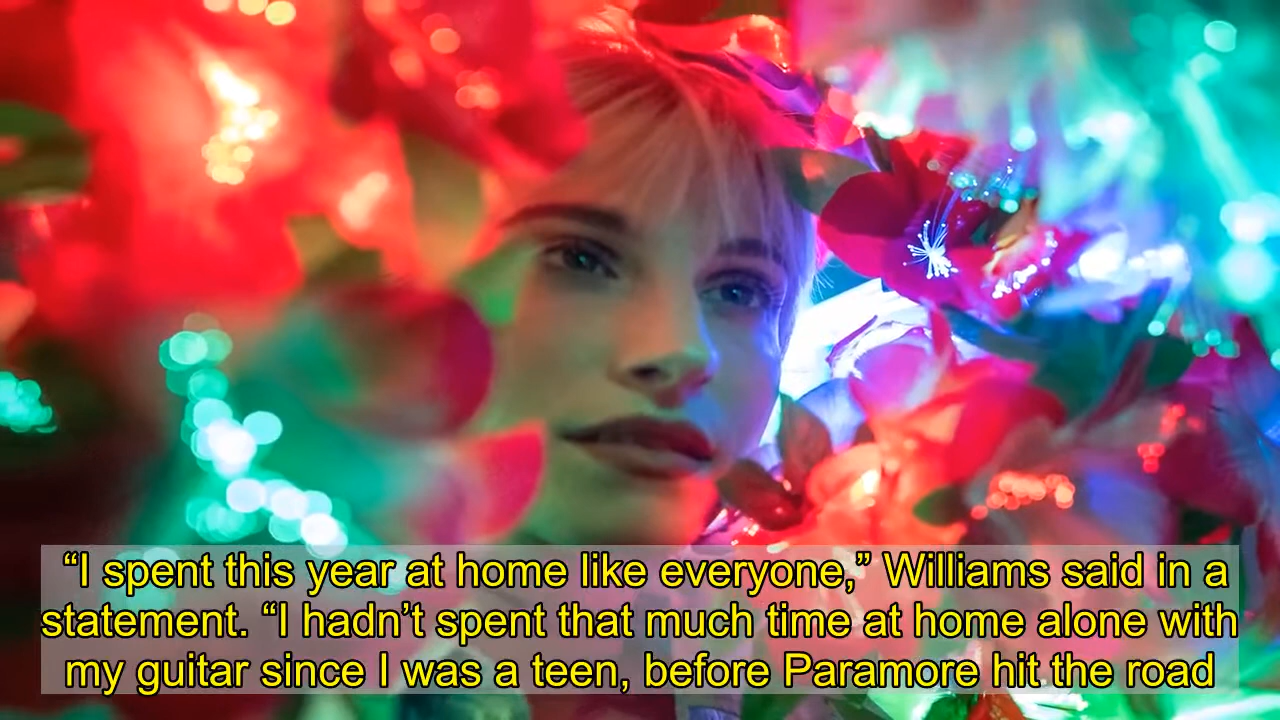 “I spent this year at home like everyone,” Williams said in a
statement. “I hadn’t spent that much time at home alone with
my guitar since I was a teen, before Paramore hit the road